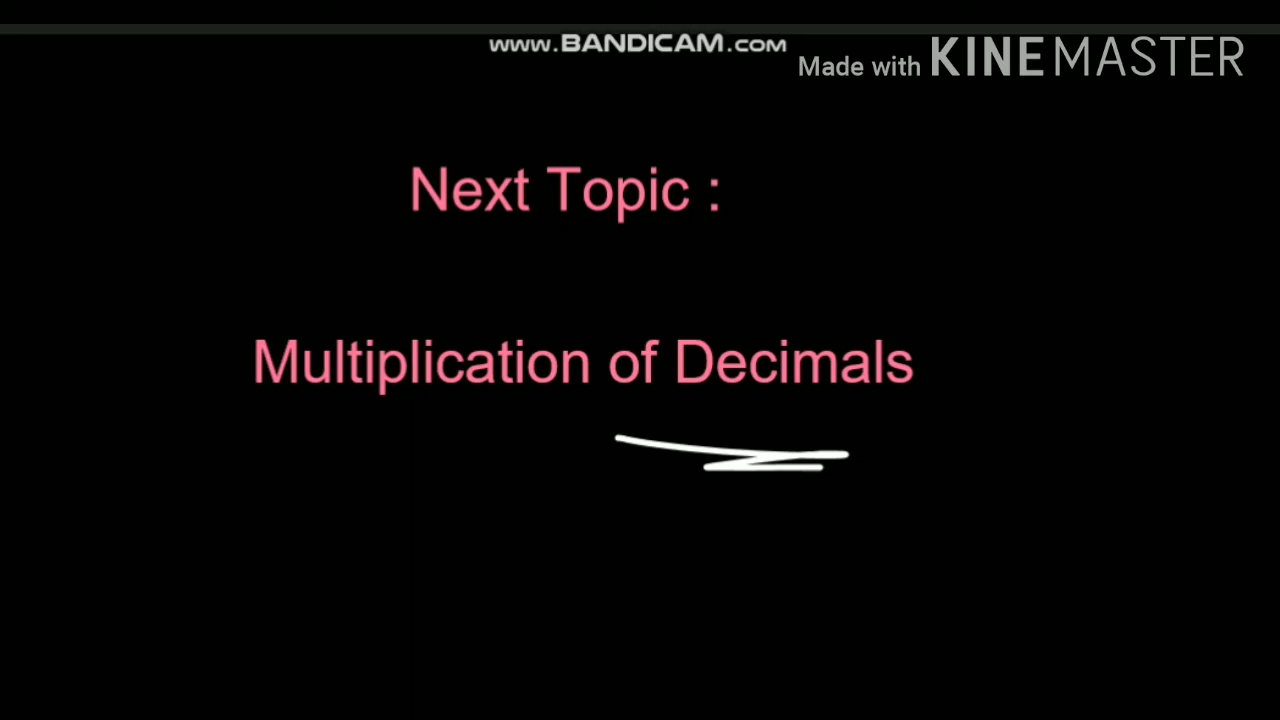 www.BANDICAM.com
Made with KINEMASTER
Next Topic :
Multiplication of Decimals